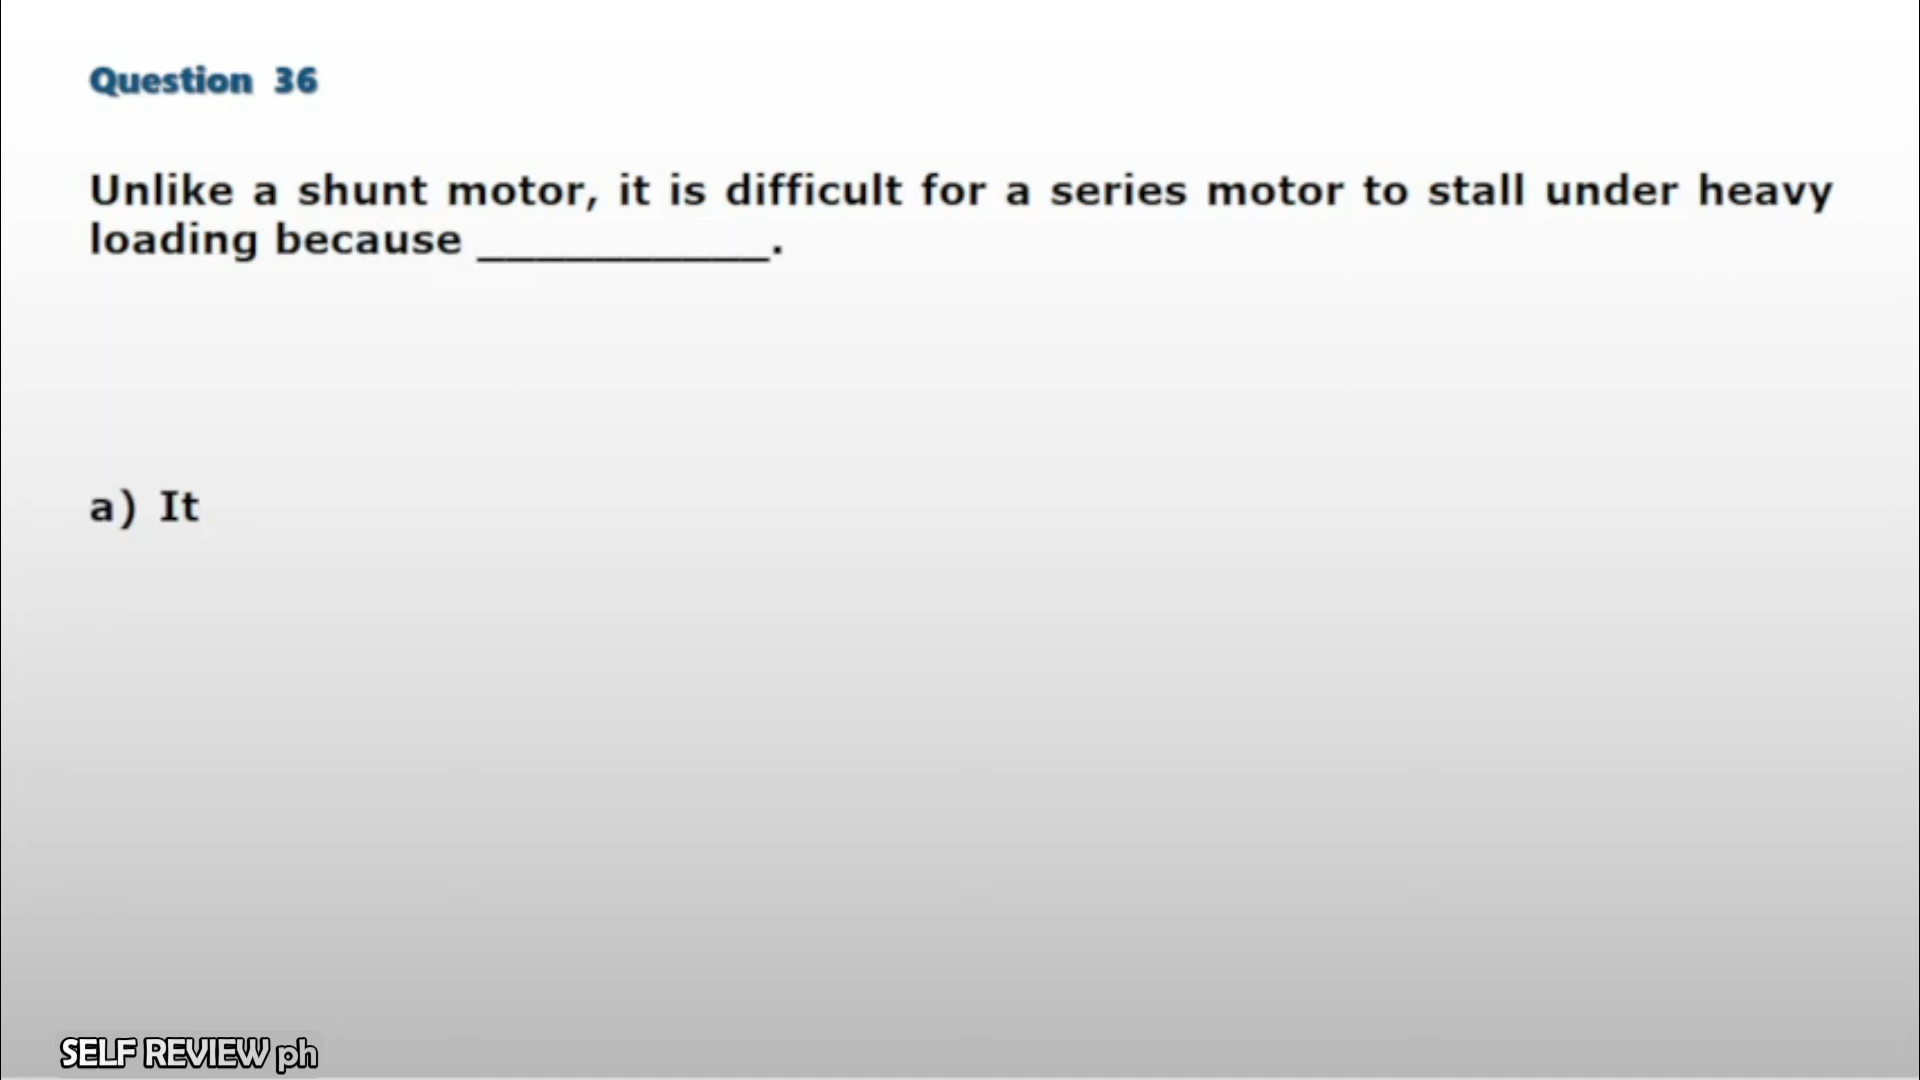 Question 36
Unlike a shunt motor, it is difficult for a series motor to stall under heavy
loading because ____________.
a) It
SELF REVIEW ph